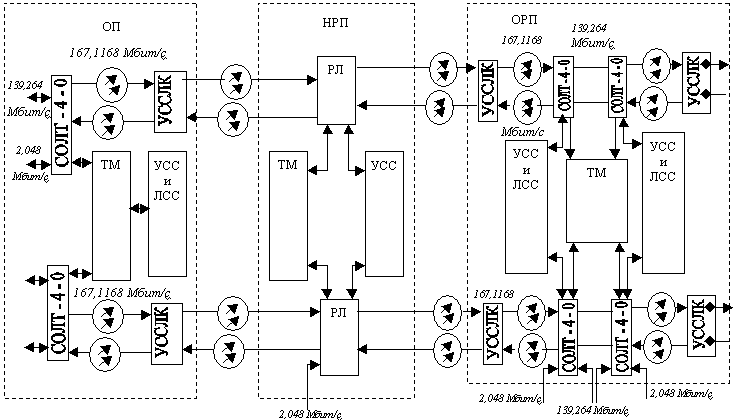 ОП
НРП
ОРП
167,1168 Мбит/с
139,264
Мбит/с
2,048
Мбит/с
СОЛТ-4-0
УССЛК
ТМ
УСС
и
ЛСС
СОЛТ-4-0
167,1168 Мбит/с
УССЛК
РЛ
ТМ
УСС
РЛ
2,048 Мбит/с
167,1168
139,264
Мбит/с
УССЛК
СОЛТ-4-0
СОЛТ-4-0
УССЛК
Мбит/с
УСС
и
ЛСС
ТМ
УСС
и
ЛСС
167,1168
УССЛК
СОЛТ-4-0
СОЛТ-4-0
УССЛК
2,048 Мбит/с
139,264 Мбит/с
2,048 Мбит/с